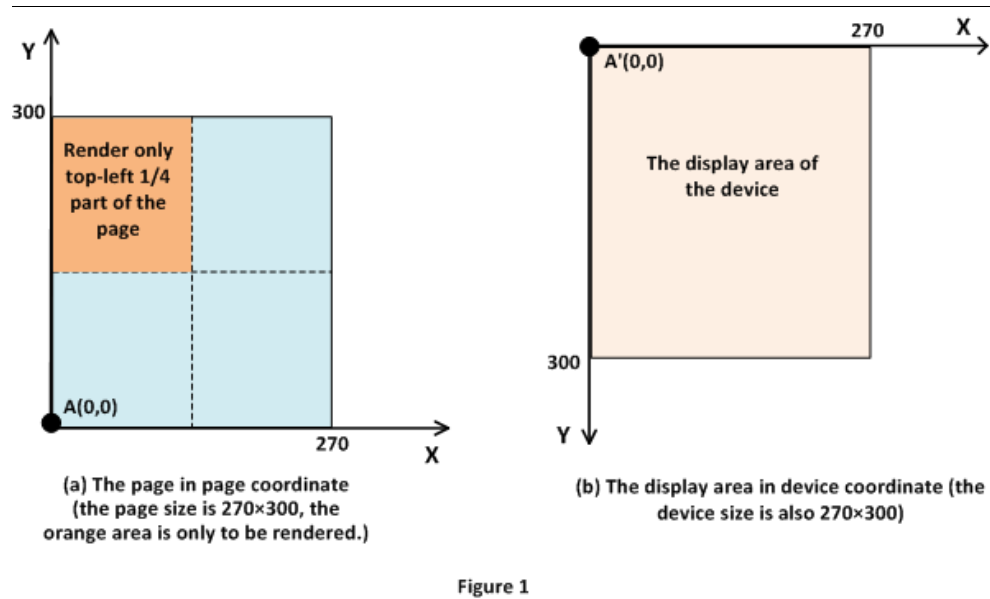 Y
300
Render only
top-left 1/4
part of the
page
A(0,0)
270
X
(a) The page in page coordinate
(the page size is 270×300, the
orange area is only to be rendered.)
270
X
A'(0,0)
The display area of
the device
300
Y
(b) The display area in device coordinate (the
device size is also 270×300)
Figure 1